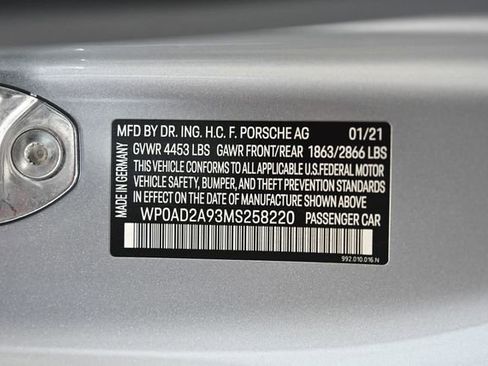 MFD BY DR. ING. H.C. F. PORSCHE AG 01/21
GVWR 4453 LBS GAWR FRONT/REAR 1863/2866 LBS
THIS VEHICLE CONFORMS TO ALL APPLICABLE U.S.FEDERAL MOTOR
VEHICLE SAFETY, BUMPER, AND THEFT PREVENTION STANDARDS
IN EFFECT ON THE DATE OF MANUFACTURE SHOWN ABOVE.
WP0AD2A93MS258220 PASSENGER CAR
992.010.016.N
MADE IN GERMANY